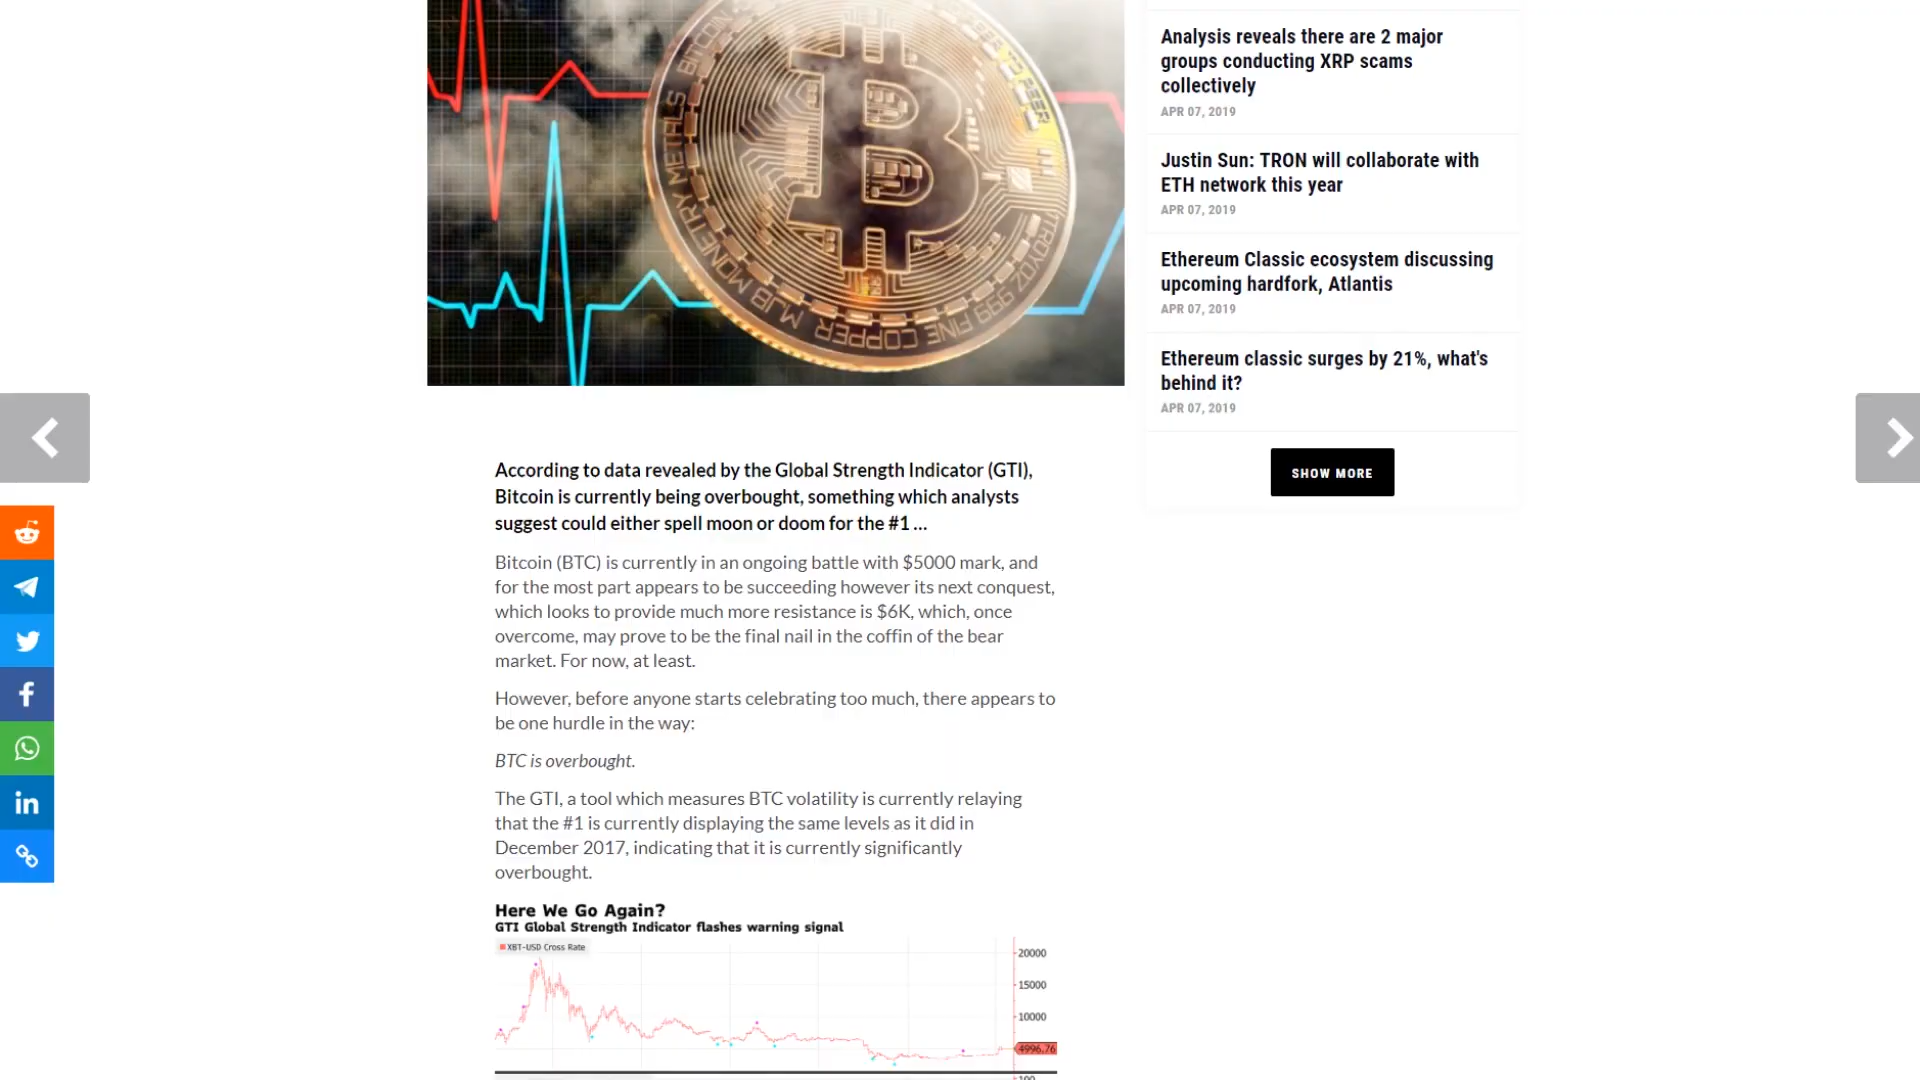 MJB MONETRY METALS
TROY OZ 999 FINE COPPER
According to data revealed by the Global Strength Indicator (GTI),
Bitcoin is currently being overbought, something which analysts
suggest could either spell moon or doom for the #1 ...
Bitcoin (BTC) is currently in an ongoing battle with $5000 mark, and
for the most part appears to be succeeding however its next conquest,
which looks to provide much more resistance is $6K, which, once
overcome, may prove to be the final nail in the coffin of the bear
market. For now, at least.
However, before anyone starts celebrating too much, there appears to
be one hurdle in the way:
BTC is overbought.
The GTI, a tool which measures BTC volatility is currently relaying
that the #1 is currently displaying the same levels as it did in
December 2017, indicating that it is currently significantly
overbought.
Here We Go Again?
GTI Global Strength Indicator flashes warning signal
XBT-USD Cross Rate
20000
15000
10000
4996.76
100
Analysis reveals there are 2 major
groups conducting XRP scams
collectively
APR 07, 2019
Justin Sun: TRON will collaborate with
ETH network this year
APR 07, 2019
Ethereum Classic ecosystem discussing
upcoming hardfork, Atlantis
APR 07, 2019
Ethereum classic surges by 21%, what's
behind it?
APR 07, 2019
SHOW MORE